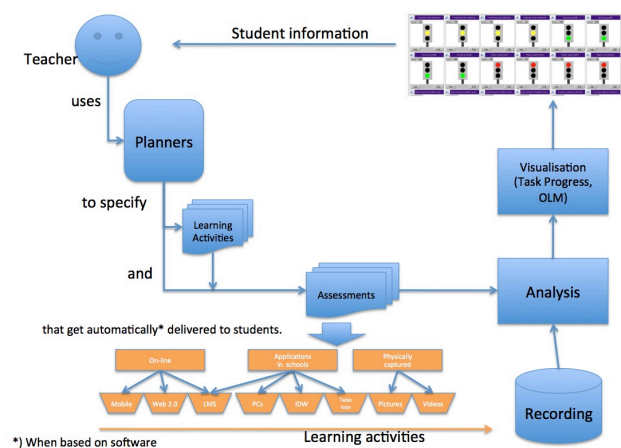 Student information
Teacher
uses
Planners
to specify
Learning
Activities
and
Assessments
Visualisation
(Task Progress,
OLM)
Analysis
that get automatically* delivered to students.
On-line
Applications
in schools
Physically
captured
Mobile
Web 2.0
LMS
PCs
IDW
Table
tops
Pictures
Videos
Recording
Learning activities
*) When based on software